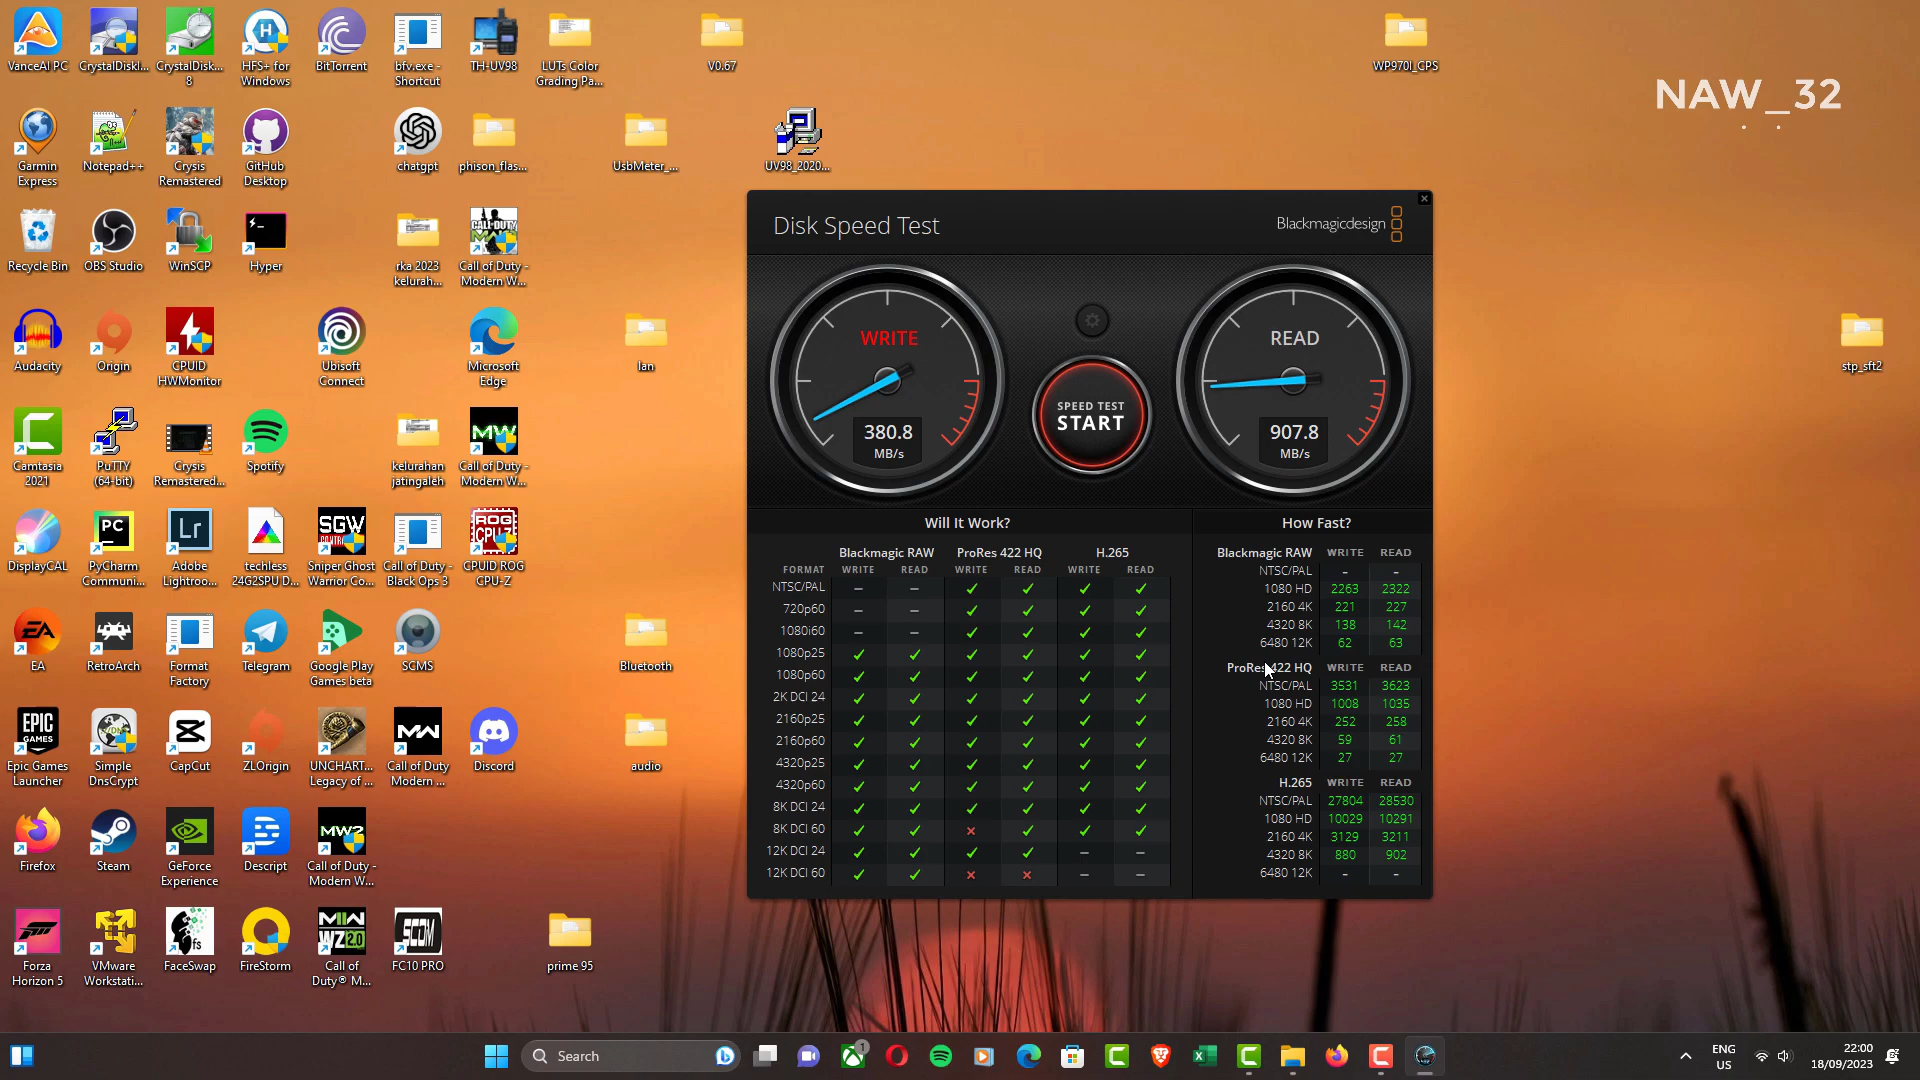 VanceAI PC
CrystalDiskI...
CrystalDisk...
8
HFS+ for
Windows
BitTorrent
bfv.exe -
Shortcut
TH-UV98
LUTs Color
Grading Pa...
V0.67
WP970I_CPS
NAW_32
Garmin
Express
Notepad++
Crysis
Remastered
GitHub
Desktop
chatgpt
phison_flas...
UsbMeter_...
UV98_2020...
Recycle Bin
OBS Studio
WinSCP
Hyper
rka 2023
kelurah...
Call of Duty -
Modern W...
Audacity
Origin
CPUID
HWMonitor
Ubisoft
Connect
Microsoft
Edge
lan
stp_sft2
Camtasia
2021
PuTTY
(64-bit)
Crysis
Remastered...
Spotify
kelurahan
jatingaleh
Call of Duty -
Modern W...
DisplayCAL
PyCharm
Communi...
Adobe
Lightroo...
techless
24G2SPU D...
Sniper Ghost
Warrior Co...
Call of Duty -
Black Ops 3
CPUID ROG
CPU-Z
EA
RetroArch
Format
Factory
Telegram
Google Play
Games beta
SCMS
Bluetooth
Epic Games
Launcher
Simple
DnsCrypt
CapCut
ZLOrigin
UNCHART...
Legacy of ...
Call of Duty
Modern ...
Discord
audio
Firefox
Steam
GeForce
Experience
Descript
Call of Duty -
Modern W...
Forza
Horizon 5
VMware
Workstati...
FaceSwap
FireStorm
Call of
Duty® M...
FC10 PRO
prime 95
Disk Speed Test
Blackmagicdesign
WRITE
380.8
MB/s
SPEED TEST
START
READ
907.8
MB/s
Will It Work?
Blackmagic RAW ProRes 422 HQ H.265
FORMAT WRITE READ WRITE READ WRITE READ
NTSC/PAL – – ✓ ✓ ✓ ✓
720p60 – – ✓ ✓ ✓ ✓
1080i60 – – ✓ ✓ ✓ ✓
1080p25 ✓ ✓ ✓ ✓ ✓ ✓
1080p60 ✓ ✓ ✓ ✓ ✓ ✓
2K DCI 24 ✓ ✓ ✓ ✓ ✓ ✓
2160p25 ✓ ✓ ✓ ✓ ✓ ✓
2160p60 ✓ ✓ ✓ ✓ ✓ ✓
4320p25 ✓ ✓ ✓ ✓ ✓ ✓
4320p60 ✓ ✓ ✓ ✓ ✓ ✓
8K DCI 24 ✓ ✓ ✓ ✓ ✓ ✓
8K DCI 60 ✓ ✓ × ✓ ✓ ✓
12K DCI 24 ✓ ✓ ✓ ✓ – –
12K DCI 60 ✓ ✓ × × – –
How Fast?
Blackmagic RAW WRITE READ
NTSC/PAL - -
1080 HD 2263 2322
2160 4K 221 227
4320 8K 138 142
6480 12K 62 63
ProRes 422 HQ WRITE READ
NTSC/PAL 3531 3623
1080 HD 1008 1035
2160 4K 252 258
4320 8K 59 61
6480 12K 27 27
H.265 WRITE READ
NTSC/PAL 27804 28530
1080 HD 10029 10291
2160 4K 3129 3211
4320 8K 880 902
6480 12K - -
Search
1
ENG
US
22:00
18/09/2023